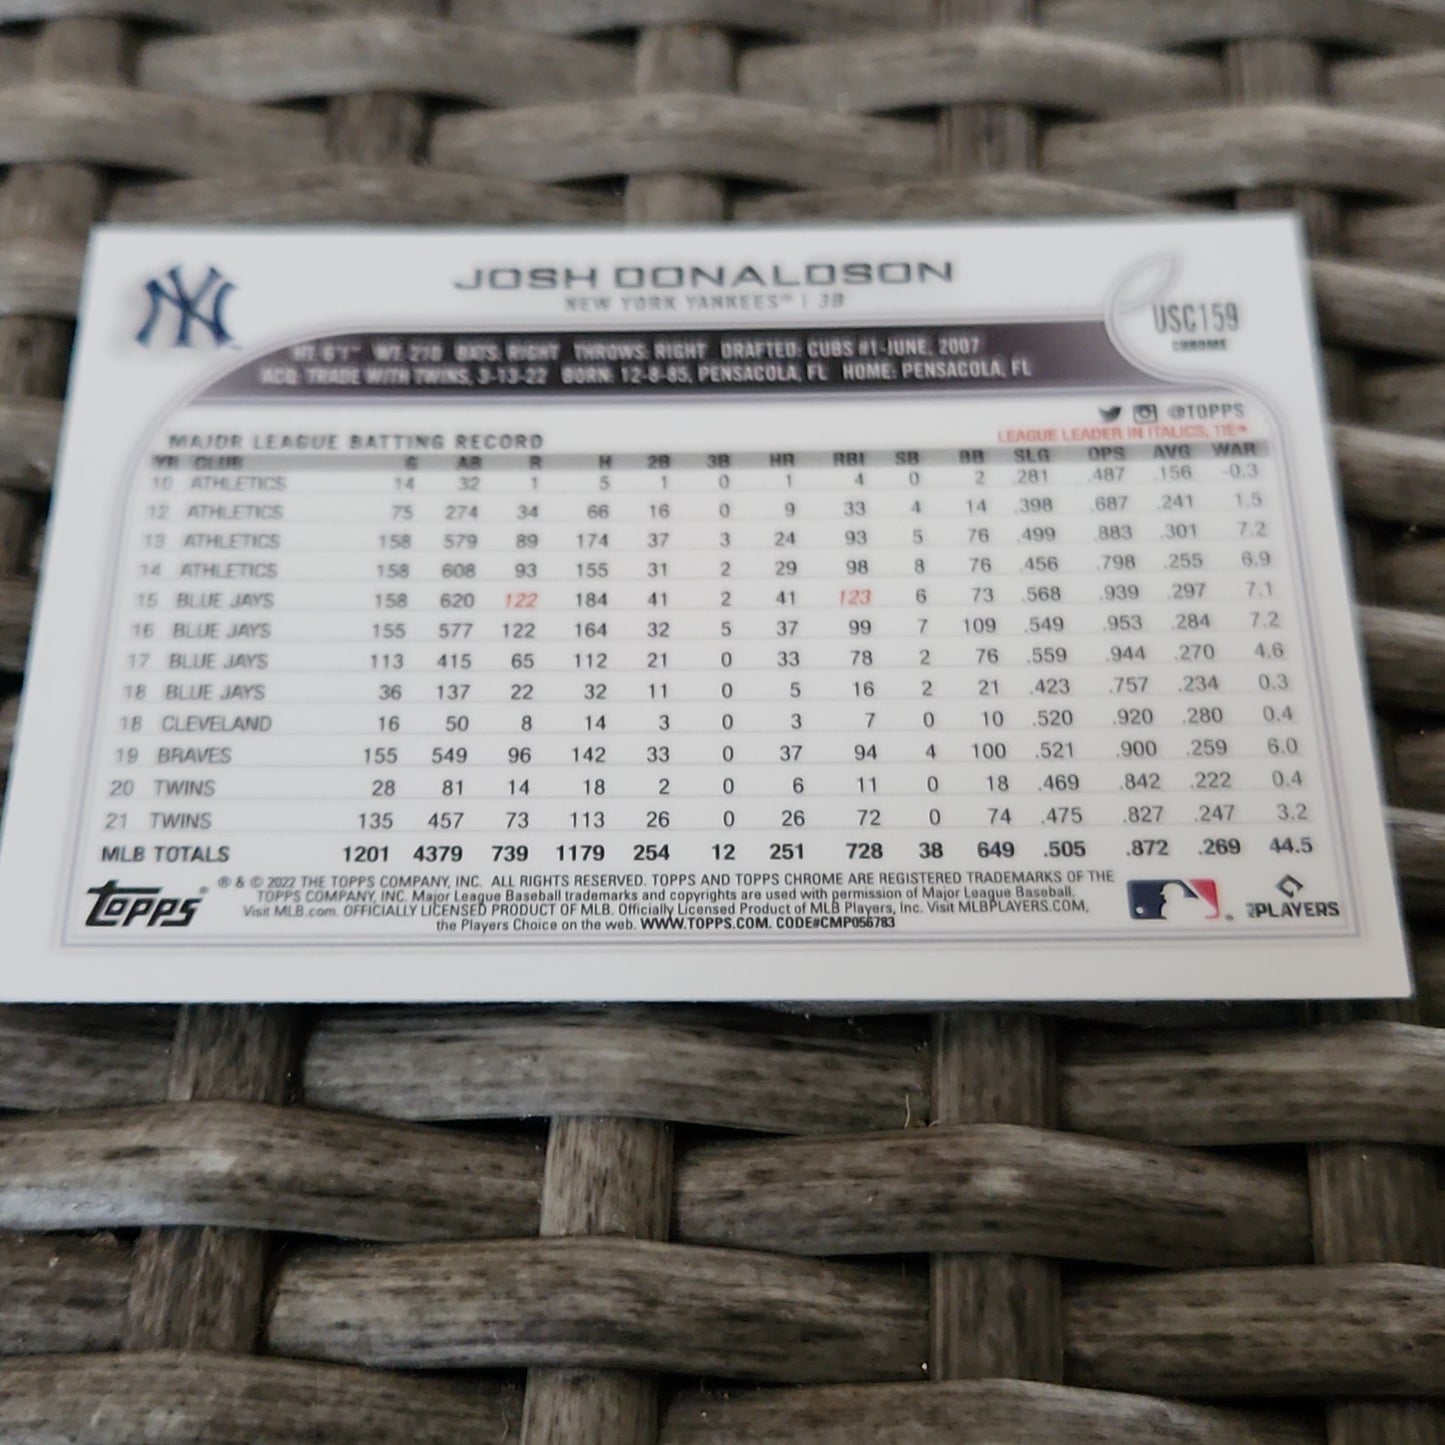 NY
JOSH DONALDSON
NEW YORK YANKEES™ | 3B
USC159
CHROME
HT: 6'1" WT: 210 BATS: RIGHT THROWS: RIGHT DRAFTED: CUBS #1-JUNE, 2007
ACQ: TRADE WITH TWINS, 3-13-22 BORN: 12-8-85, PENSACOLA, FL HOME: PENSACOLA, FL
@TOPPS
MAJOR LEAGUE BATTING RECORD LEAGUE LEADER IN ITALICS, TIE•
YR CLUB G AB R H 2B 3B HR RBI SB BB SLG OPS AVG WAR
10 ATHLETICS 14 32 1 5 1 0 1 4 0 2 .281 .487 .156 -0.3
12 ATHLETICS 75 274 34 66 16 0 9 33 4 14 .398 .687 .241 1.5
13 ATHLETICS 158 579 89 174 37 3 24 93 5 76 .499 .883 .301 7.2
14 ATHLETICS 158 608 93 155 31 2 29 98 8 76 .456 .798 .255 6.9
15 BLUE JAYS 158 620 122 184 41 2 41 123 6 73 .568 .939 .297 7.1
16 BLUE JAYS 155 577 122 164 32 5 37 99 7 109 .549 .953 .284 7.2
17 BLUE JAYS 113 415 65 112 21 0 33 78 2 76 .559 .944 .270 4.6
18 BLUE JAYS 36 137 22 32 11 0 5 16 2 21 .423 .757 .234 0.3
18 CLEVELAND 16 50 8 14 3 0 3 7 0 10 .520 .920 .280 0.4
19 BRAVES 155 549 96 142 33 0 37 94 4 100 .521 .900 .259 6.0
20 TWINS 28 81 14 18 2 0 6 11 0 18 .469 .842 .222 0.4
21 TWINS 135 457 73 113 26 0 26 72 0 74 .475 .827 .247 3.2
MLB TOTALS 1201 4379 739 1179 254 12 251 728 38 649 .505 .872 .269 44.5
Topps®
® & © 2022 THE TOPPS COMPANY, INC. ALL RIGHTS RESERVED. TOPPS AND TOPPS CHROME ARE REGISTERED TRADEMARKS OF THE
TOPPS COMPANY, INC. Major League Baseball trademarks and copyrights are used with permission of Major League Baseball.
Visit MLB.com. OFFICIALLY LICENSED PRODUCT OF MLB. Officially Licensed Product of MLB Players, Inc. Visit MLBPLAYERS.COM,
the Players Choice on the web. WWW.TOPPS.COM. CODE#CMP056783
MLB PLAYERS